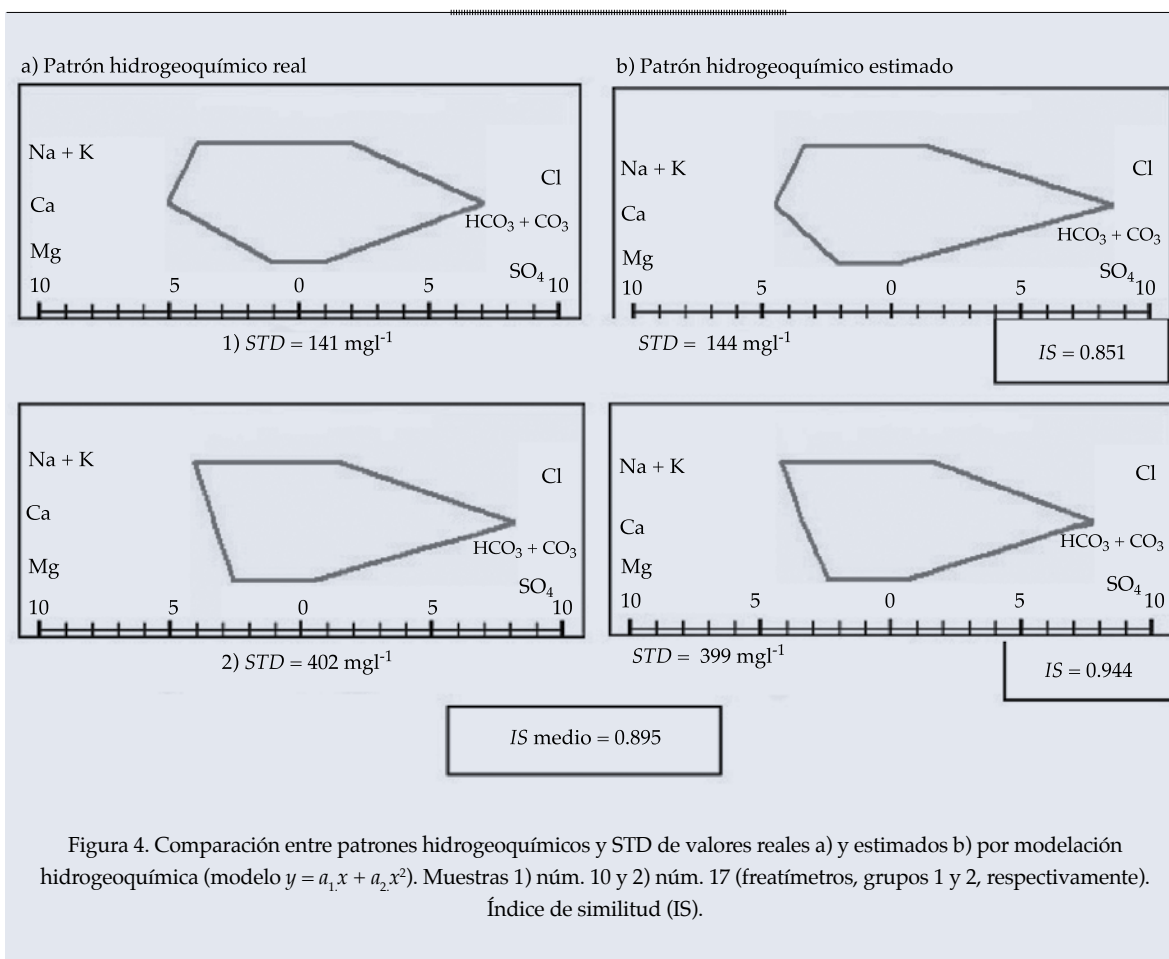 a) Patrón hidrogeoquímico real
Na + K
Cl
Ca
HCO₃ + CO₃
Mg
SO₄
10 5 0 5 10
1) STD = 141 mgl⁻¹
b) Patrón hidrogeoquímico estimado
Na + K
Cl
Ca
HCO₃ + CO₃
Mg
SO₄
10 5 0 5 10
STD = 144 mgl⁻¹
IS = 0.851
Na + K
Cl
Ca
HCO₃ + CO₃
Mg
SO₄
10 5 0 5 10
2) STD = 402 mgl⁻¹
Na + K
Cl
Ca
HCO₃ + CO₃
Mg
SO₄
10 5 0 5 10
STD = 399 mgl⁻¹
IS = 0.944
IS medio = 0.895
Figura 4. Comparación entre patrones hidrogeoquímicos y STD de valores reales a) y estimados b) por modelación
hidrogeoquímica (modelo y = a₁.x + a₂.x²). Muestras 1) núm. 10 y 2) núm. 17 (freatímetros, grupos 1 y 2, respectivamente).
Índice de similitud (IS).